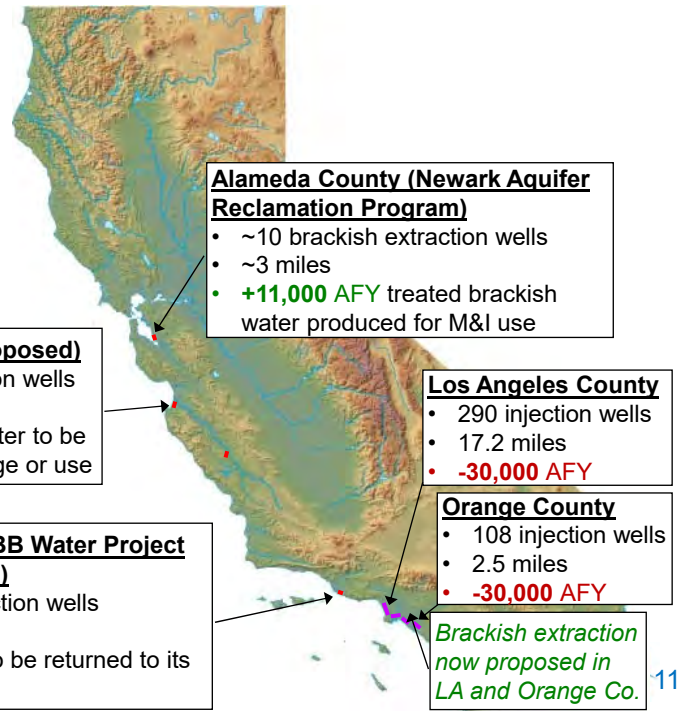 Alameda County (Newark Aquifer
Reclamation Program)
• ~10 brackish extraction wells
• ~3 miles
• +11,000 AFY treated brackish
water produced for M&I use
oposed)
on wells
ter to be
ge or use
Los Angeles County
• 290 injection wells
• 17.2 miles
• -30,000 AFY
Orange County
• 108 injection wells
• 2.5 miles
• -30,000 AFY
Water Project
)
tion wells
be returned to its
Brackish extraction
now proposed in
LA and Orange Co.
11